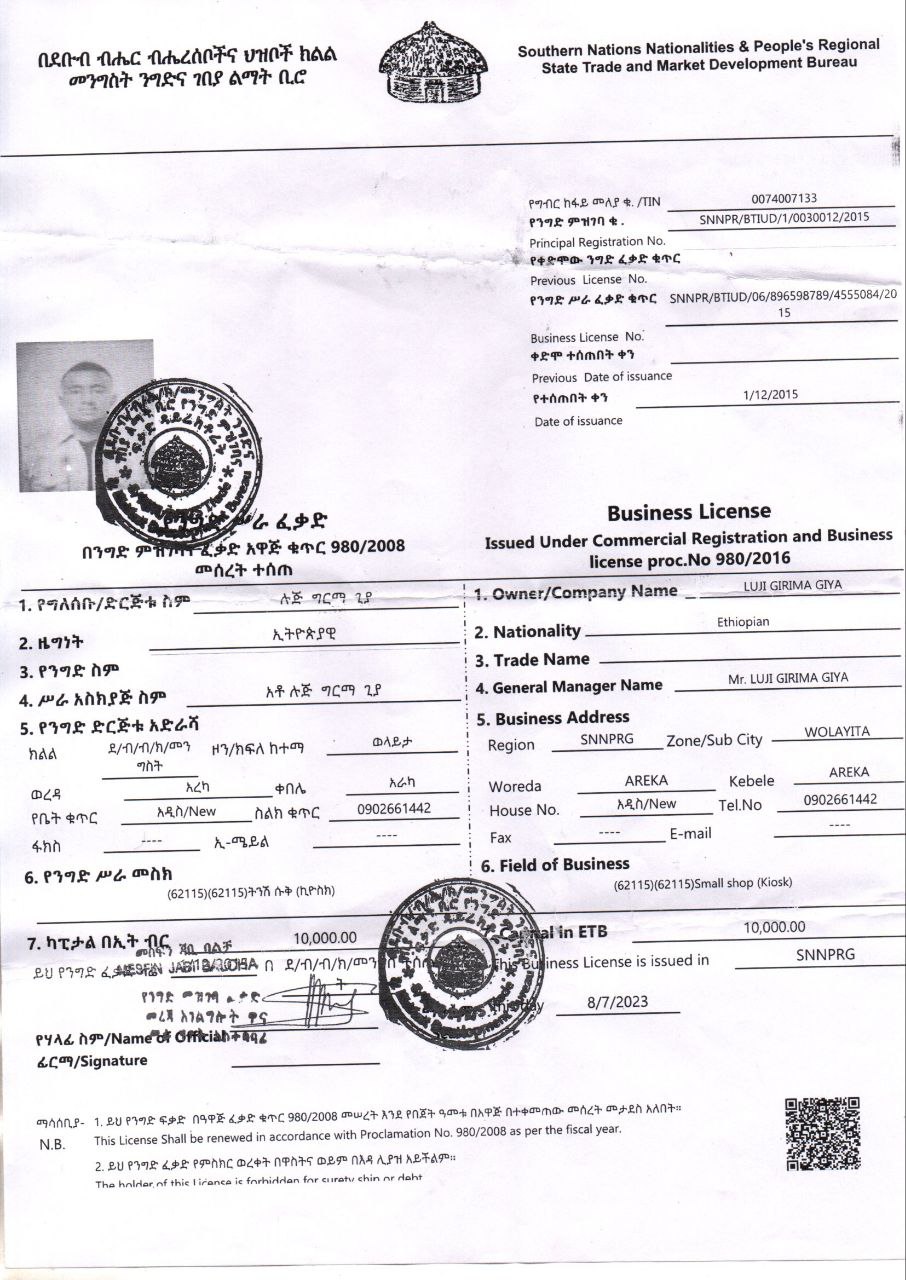 በደቡብ ብሔር ብሔረሰቦችና ህዝቦች ክልል
መንግስት ንግድና ገበያ ልማት ቢሮ
Southern Nations Nationalities & People's Regional
State Trade and Market Development Bureau
የግብር ከፋይ መለያ ቁ. /TIN 0074007133
የንግድ ምዝገባ ቁ . SNNPR/BTIUD/1/0030012/2015
Principal Registration No.
የቀድሞው ንግድ ፈቃድ ቁጥር
Previous License No.
የንግድ ሥራ ፈቃድ ቁጥር SNNPR/BTIUD/06/896598789/4555084/20
15
Business License No.
ቀድሞ ተሰጠበት ቀን
Previous Date of issuance
የተሰጠበት ቀን 1/12/2015
Date of issuance
ሥራ ፈቃድ
በንግድ ምዝገባና ፈቃድ አዋጅ ቁጥር 980/2008
መሰረት ተሰጠ
Business License
Issued Under Commercial Registration and Business
license proc.No 980/2016
1. የግለሰቡ/ድርጅቱ ስም ሉጅ ግርማ ጊያ
2. ዜግነት ኢትዮጵያዊ
3. የንግድ ስም
4. ሥራ አስኪያጅ ስም አቶ ሉጅ ግርማ ጊያ
5. የንግድ ድርጅቱ አድራሻ
ክልል ደ/ብ/ብ/ክ/መን
ግስት ዞን/ክፍለ ከተማ ወላይታ
ወረዳ አረካ ቀበሌ አራካ
የቤት ቁጥር አዲስ/New ስልክ ቁጥር 0902661442
ፋክስ ---- ኢ-ሜይል ----
6. የንግድ ሥራ መስክ
(62115)(62115)ትንሽ ሱቅ (ኪዮስክ)
7. ካፒታል በኢት ብር 10,000.00
1. Owner/Company Name LUJI GIRIMA GIYA
2. Nationality Ethiopian
3. Trade Name
4. General Manager Name Mr. LUJI GIRIMA GIYA
5. Business Address
Region SNNPRG Zone/Sub City WOLAYITA
Woreda AREKA Kebele AREKA
House No. አዲስ/New Tel.No 0902661442
Fax ---- E-mail ----
6. Field of Business
(62115)(62115)Small shop (Kiosk)
in ETB 10,000.00
This Business License is issued in SNNPRG
day 8/7/2023
መስፍን ጃቢ በልቻ
ይህ የንግድ በ ደ/ብ/ብ/ክ/መን
የንግድ
መረጃ
የሃላፊ ስም/Name of Official
ፊርማ/Signature
ማሳሰቢያ- 1. ይህ የንግድ ፍቃድ በዓዋጅ ፈቃድ ቁጥር 980/2008 መሠረት እንደ የበጀት ዓመቱ በአዋጅ በተቀመጠው መሰረት መታደስ አለበት።
N.B. This License Shall be renewed in accordance with Proclamation No. 980/2008 as per the fiscal year.
2. ይህ የንግድ ፈቃድ የምስክር ወረቀት በዋስትና ወይም በእዳ ሊያዝ አይችልም።
The holder of this License is forbidden for surety ship or debt